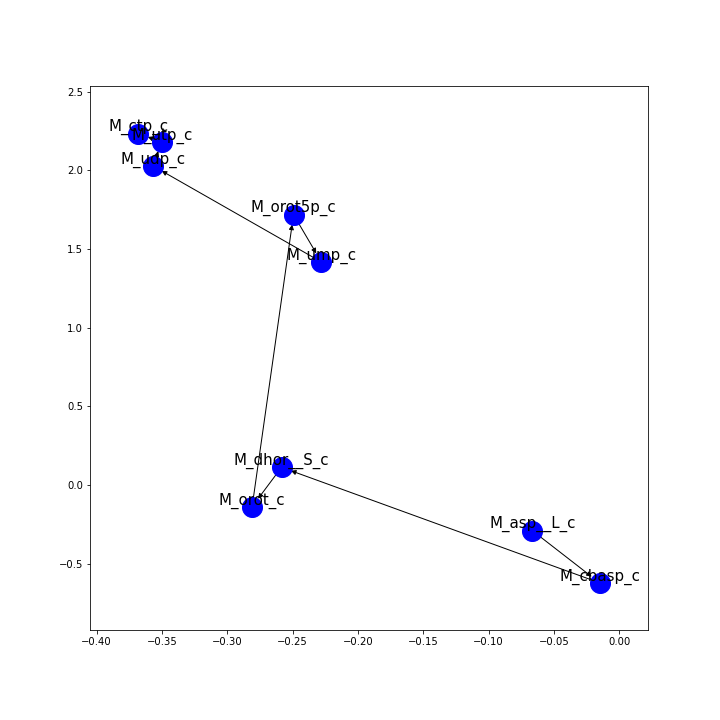 2.5
2.0
1.5
1.0
0.5
0.0
−0.5
M_ctp_c
M_utp_c
M_udp_c
M_orot5p_c
M_ump_c
M_dhor__S_c
M_orot_c
M_asp__L_c
M_cbasp_c
−0.40 −0.35 −0.30 −0.25 −0.20 −0.15 −0.10 −0.05 0.00